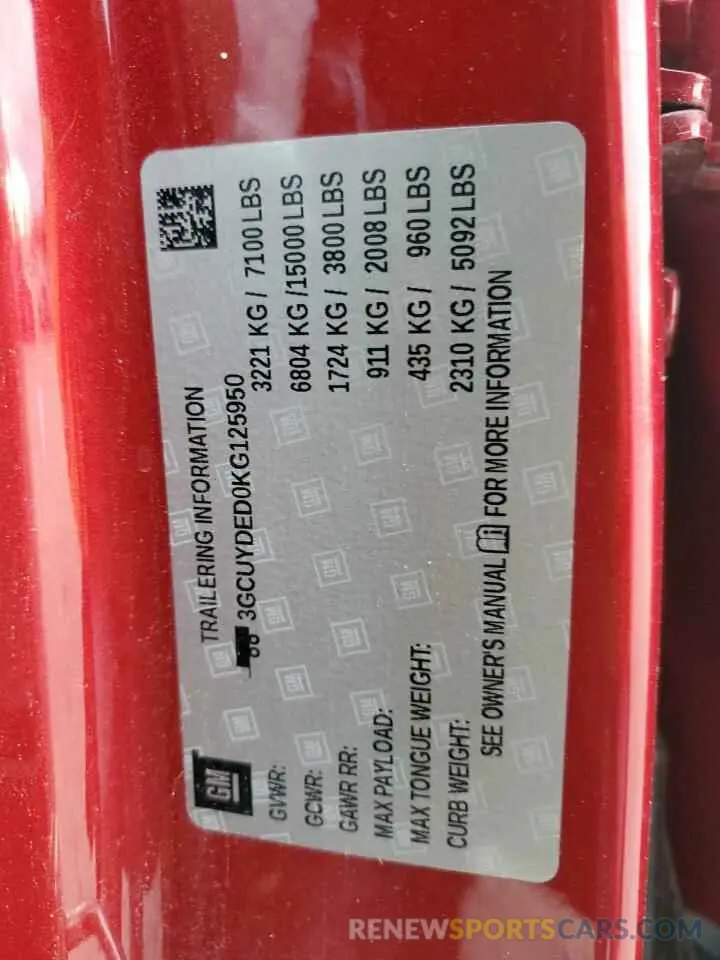 GM
TRAILERING INFORMATION
3GCUYDED0KG125950
GVWR: 3221 KG / 7100 LBS
GCWR: 6804 KG /15000 LBS
GAWR RR: 1724 KG / 3800 LBS
MAX PAYLOAD: 911 KG / 2008 LBS
MAX TONGUE WEIGHT: 435 KG / 960 LBS
CURB WEIGHT: 2310 KG / 5092 LBS
SEE OWNER'S MANUAL FOR MORE INFORMATION
RENEWSPORTSCARS.COM